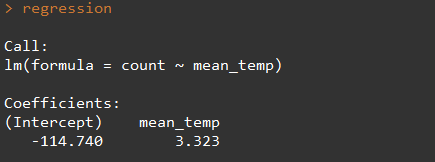 > regression
Call:
lm(formula = count ~ mean_temp)
Coefficients:
(Intercept) mean_temp
-114.740 3.323